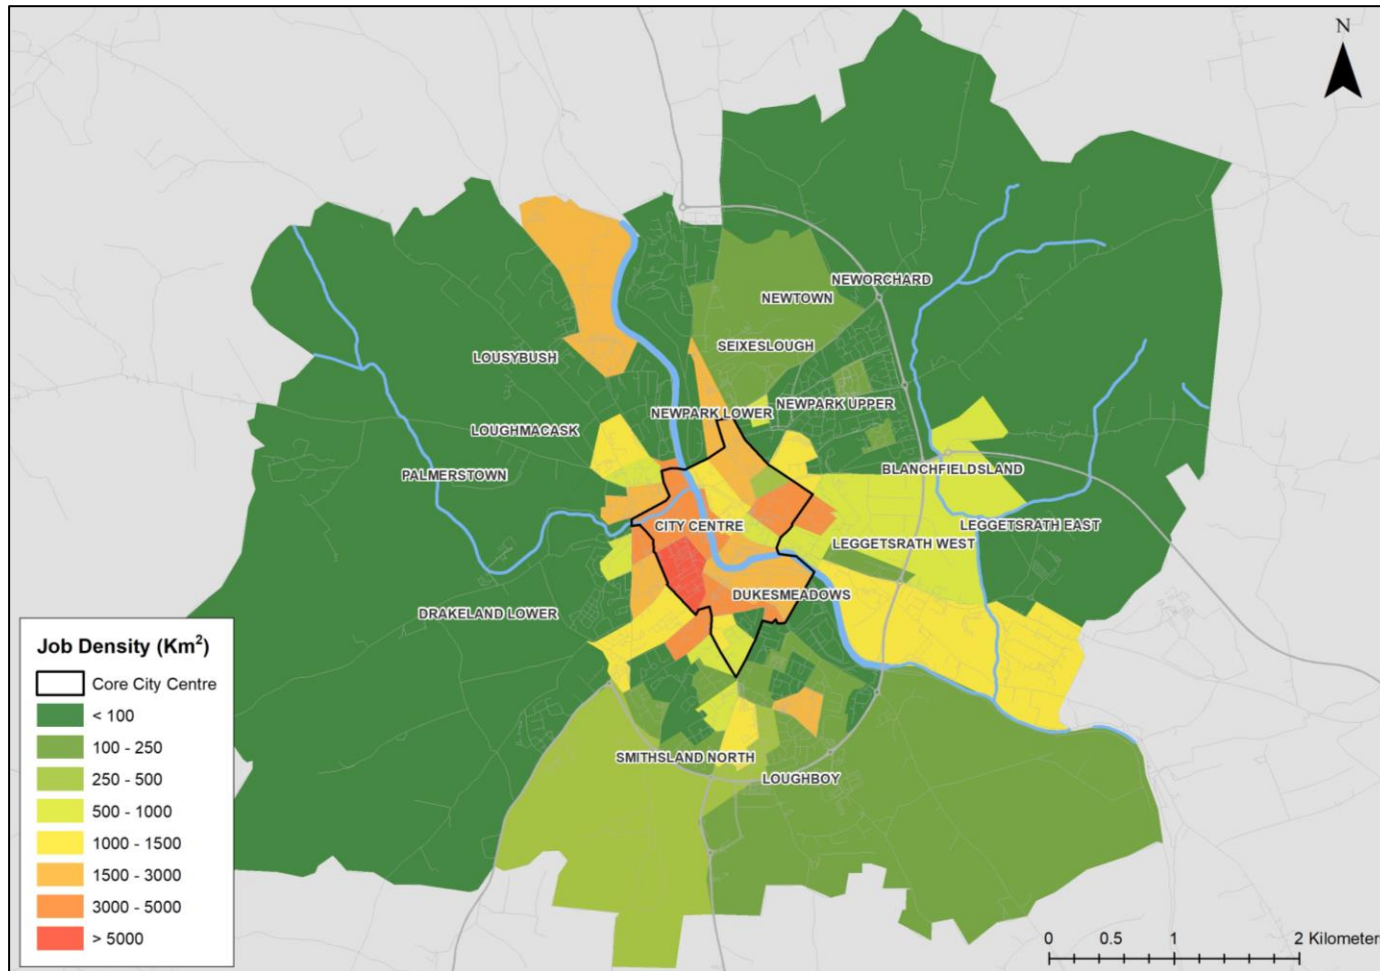 N
NEWORCHARD
NEWTOWN
SEIXESLOUGH
LOUSYBUSH
NEWPARK UPPER
NEWPARK LOWER
LOUGHMACASK
BLANCHFIELDSLAND
PALMERSTOWN
CITY CENTRE
LEGGETSRATH EAST
LEGGETSRATH WEST
DUKESMEADOWS
DRAKELAND LOWER
SMITHSLAND NORTH
LOUGHBOY
Job Density (Km²)
Core City Centre
< 100
100 - 250
250 - 500
500 - 1000
1000 - 1500
1500 - 3000
3000 - 5000
> 5000
0 0.5 1 2 Kilometer